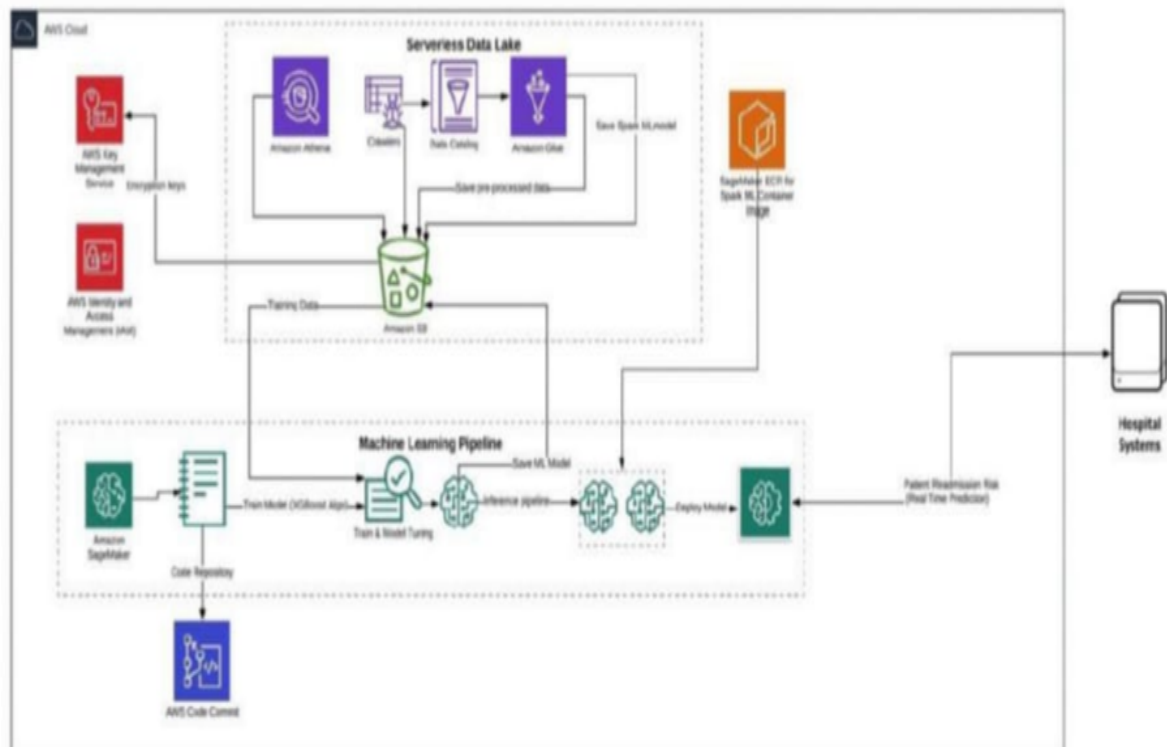 AWS Cloud
Serverless Data Lake
Amazon Athena
Crawlers
Data Catalog
Amazon Glue
Save Spark ML model
Save pre-processed data
AWS Key
Management
Service
Encryption keys
AWS Identity and
Access
Management (IAM)
SageMaker ECR for
Spark ML Container
Image
Training Data
Amazon S3
Hospital
Systems
Machine Learning Pipeline
Save ML Model
Amazon
SageMaker
Train Model (XGBoost Algo)
Train & Model Tuning
Inference pipeline
Deploy Model
Patient Readmission Risk
(Real Time Prediction)
Code Repository
AWS Code Commit